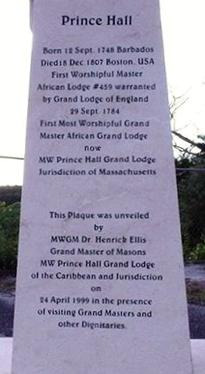 Prince Hall
Born 12 Sept. 1748 Barbados
Died18 Dec 1807 Boston, USA
First Worshipful Master
African Lodge #459 warranted
by Grand Lodge of England
29 Sept. 1784
First Most Worshipful Grand
Master African Grand Lodge
now
MW Prince Hall Grand Lodge
Jurisdiction of Massachusetts
This Plaque was unveiled
by
MWGM Dr. Henrick Ellis
Grand Master of Masons
MW Prince Hall Grand Lodge
of the Caribbean and Jurisdiction
on
24 April 1999 in the presence
of visiting Grand Masters and
other Dignitaries.